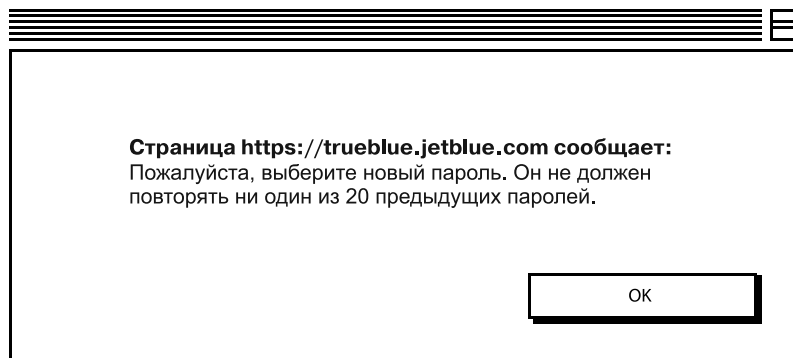 Страница https://trueblue.jetblue.com сообщает:
Пожалуйста, выберите новый пароль. Он не должен
повторять ни один из 20 предыдущих паролей.
OK